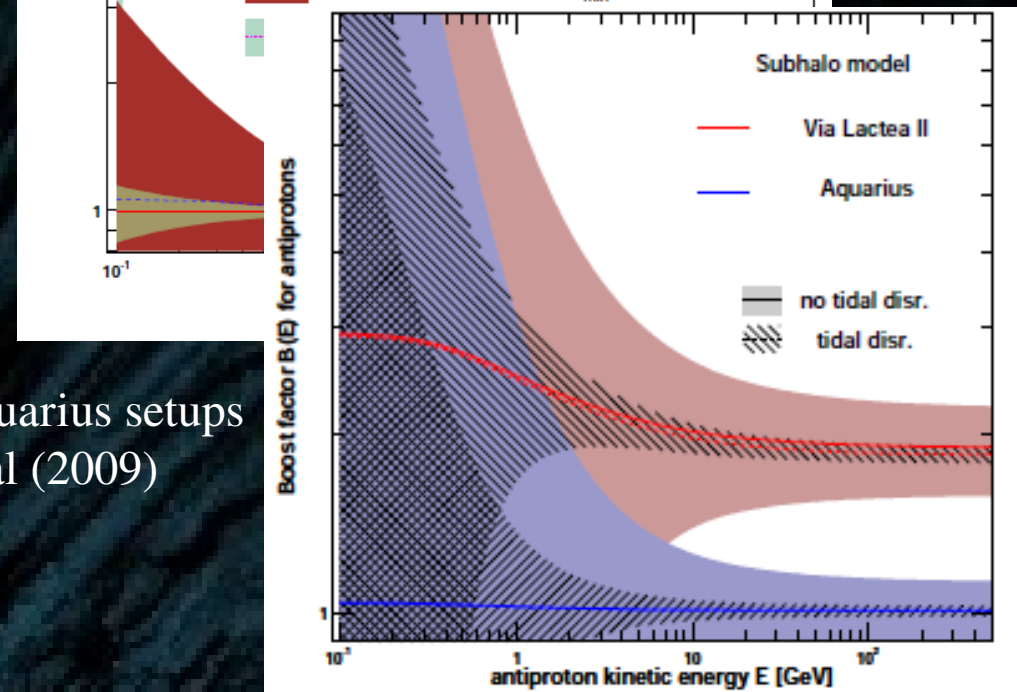 1
10⁻¹
uarius setups
al (2009)
Boost factor B(E) for antiprotons
Subhalo model
Via Lactea II
Aquarius
no tidal disr.
tidal disr.
1
10⁻¹ 1 10 10²
antiproton kinetic energy E [GeV]